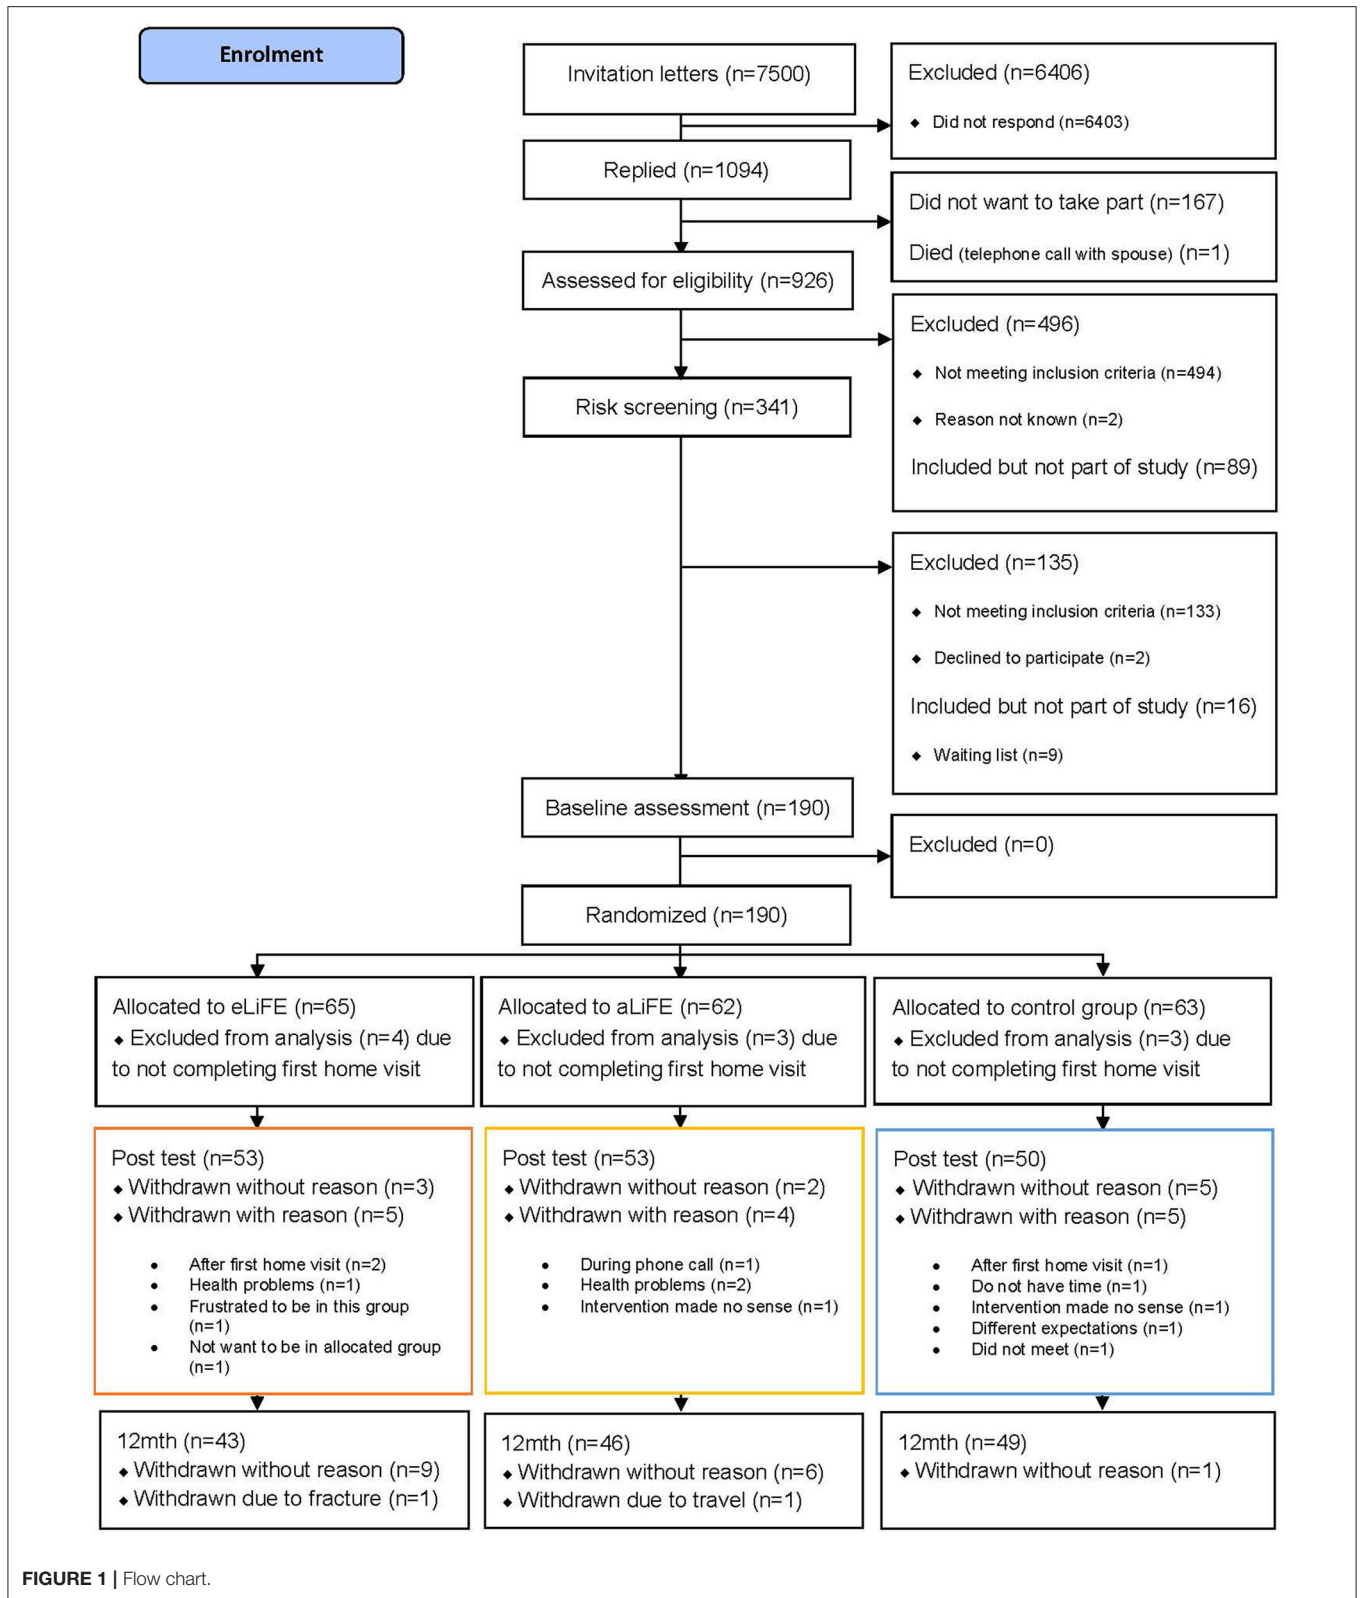 Enrolment
Invitation letters (n=7500)
Excluded (n=6406)
◆ Did not respond (n=6403)
Replied (n=1094)
Did not want to take part (n=167)
Died (telephone call with spouse) (n=1)
Assessed for eligibility (n=926)
Excluded (n=496)
◆ Not meeting inclusion criteria (n=494)
◆ Reason not known (n=2)
Included but not part of study (n=89)
Risk screening (n=341)
Excluded (n=135)
◆ Not meeting inclusion criteria (n=133)
◆ Declined to participate (n=2)
Included but not part of study (n=16)
◆ Waiting list (n=9)
Baseline assessment (n=190)
Excluded (n=0)
Randomized (n=190)
Allocated to eLiFE (n=65)
◆ Excluded from analysis (n=4) due
to not completing first home visit
Allocated to aLiFE (n=62)
◆ Excluded from analysis (n=3) due
to not completing first home visit
Allocated to control group (n=63)
◆ Excluded from analysis (n=3) due
to not completing first home visit
Post test (n=53)
◆ Withdrawn without reason (n=3)
◆ Withdrawn with reason (n=5)
• After first home visit (n=2)
• Health problems (n=1)
• Frustrated to be in this group
(n=1)
• Not want to be in allocated group
(n=1)
Post test (n=53)
◆ Withdrawn without reason (n=2)
◆ Withdrawn with reason (n=4)
• During phone call (n=1)
• Health problems (n=2)
• Intervention made no sense (n=1)
Post test (n=50)
◆ Withdrawn without reason (n=5)
◆ Withdrawn with reason (n=5)
• After first home visit (n=1)
• Do not have time (n=1)
• Intervention made no sense (n=1)
• Different expectations (n=1)
• Did not meet (n=1)
12mth (n=43)
◆ Withdrawn without reason (n=9)
◆ Withdrawn due to fracture (n=1)
12mth (n=46)
◆ Withdrawn without reason (n=6)
◆ Withdrawn due to travel (n=1)
12mth (n=49)
◆ Withdrawn without reason (n=1)
FIGURE 1 | Flow chart.